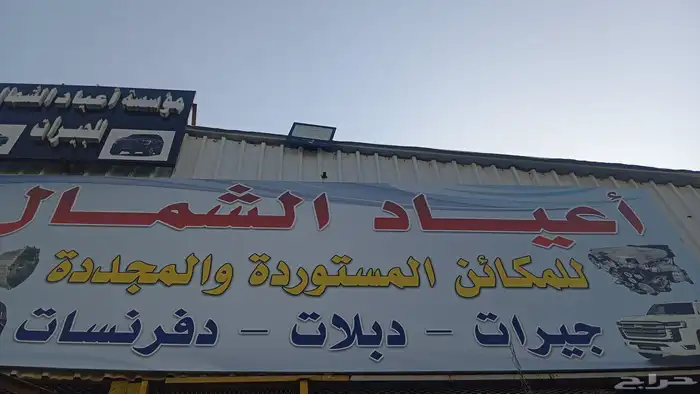 مؤسسة أعياد الشمال
للجيرات
أعياد الشمال
للمكائن المستوردة والمجددة
جيرات - دبلات - دفرنسات
حراج